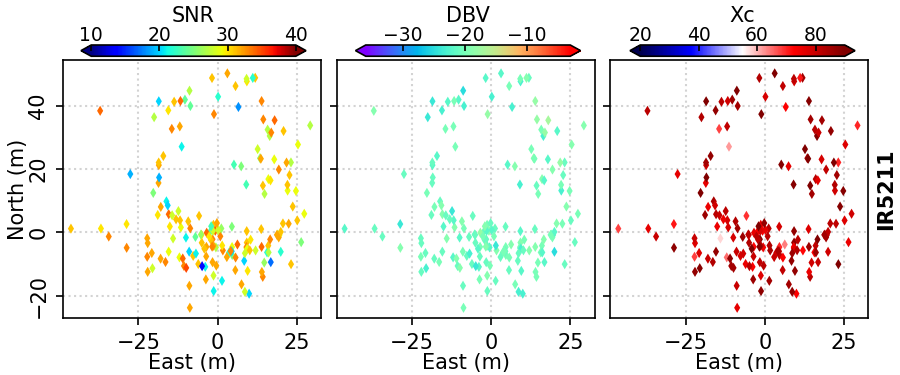 SNR DBV Xc
10 20 30 40 −30 −20 −10 20 40 60 80
40
20
0
−20
North (m)
−25 0 25 −25 0 25 −25 0 25
East (m) East (m) East (m)
IR5211